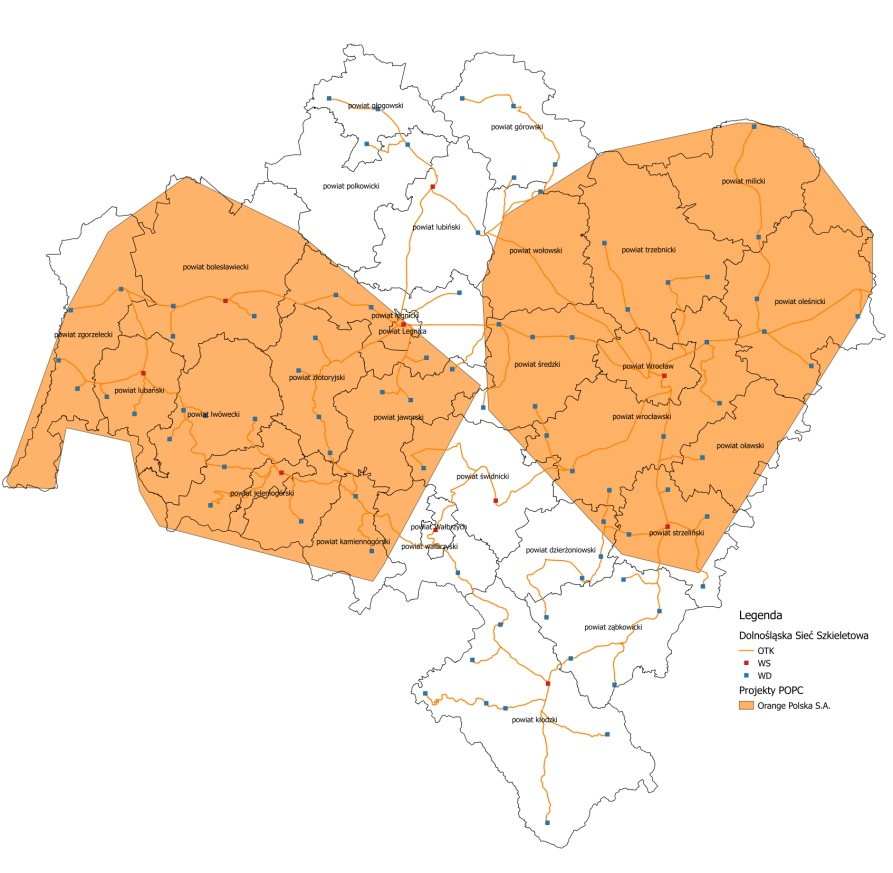 powiat głogowski
powiat górowski
powiat milicki
powiat polkowicki
powiat lubiński
powiat wołowski
powiat trzebnicki
powiat bolesławiecki
powiat oleśnicki
powiat legnicki
powiat Legnica
powiat zgorzelecki
powiat średzki
powiat Wrocław
powiat złotoryjski
powiat lubański
powiat lwówecki
powiat jaworski
powiat wrocławski
powiat oławski
powiat świdnicki
powiat jeleniogórski
powiat Wałbrzych
powiat strzeliński
powiat kamiennogórski
powiat wałbrzyski
powiat dzierżoniowski
powiat ząbkowicki
powiat kłodzki
Legenda
Dolnośląska Sieć Szkieletowa
OTK
WS
WD
Projekty POPC
Orange Polska S.A.